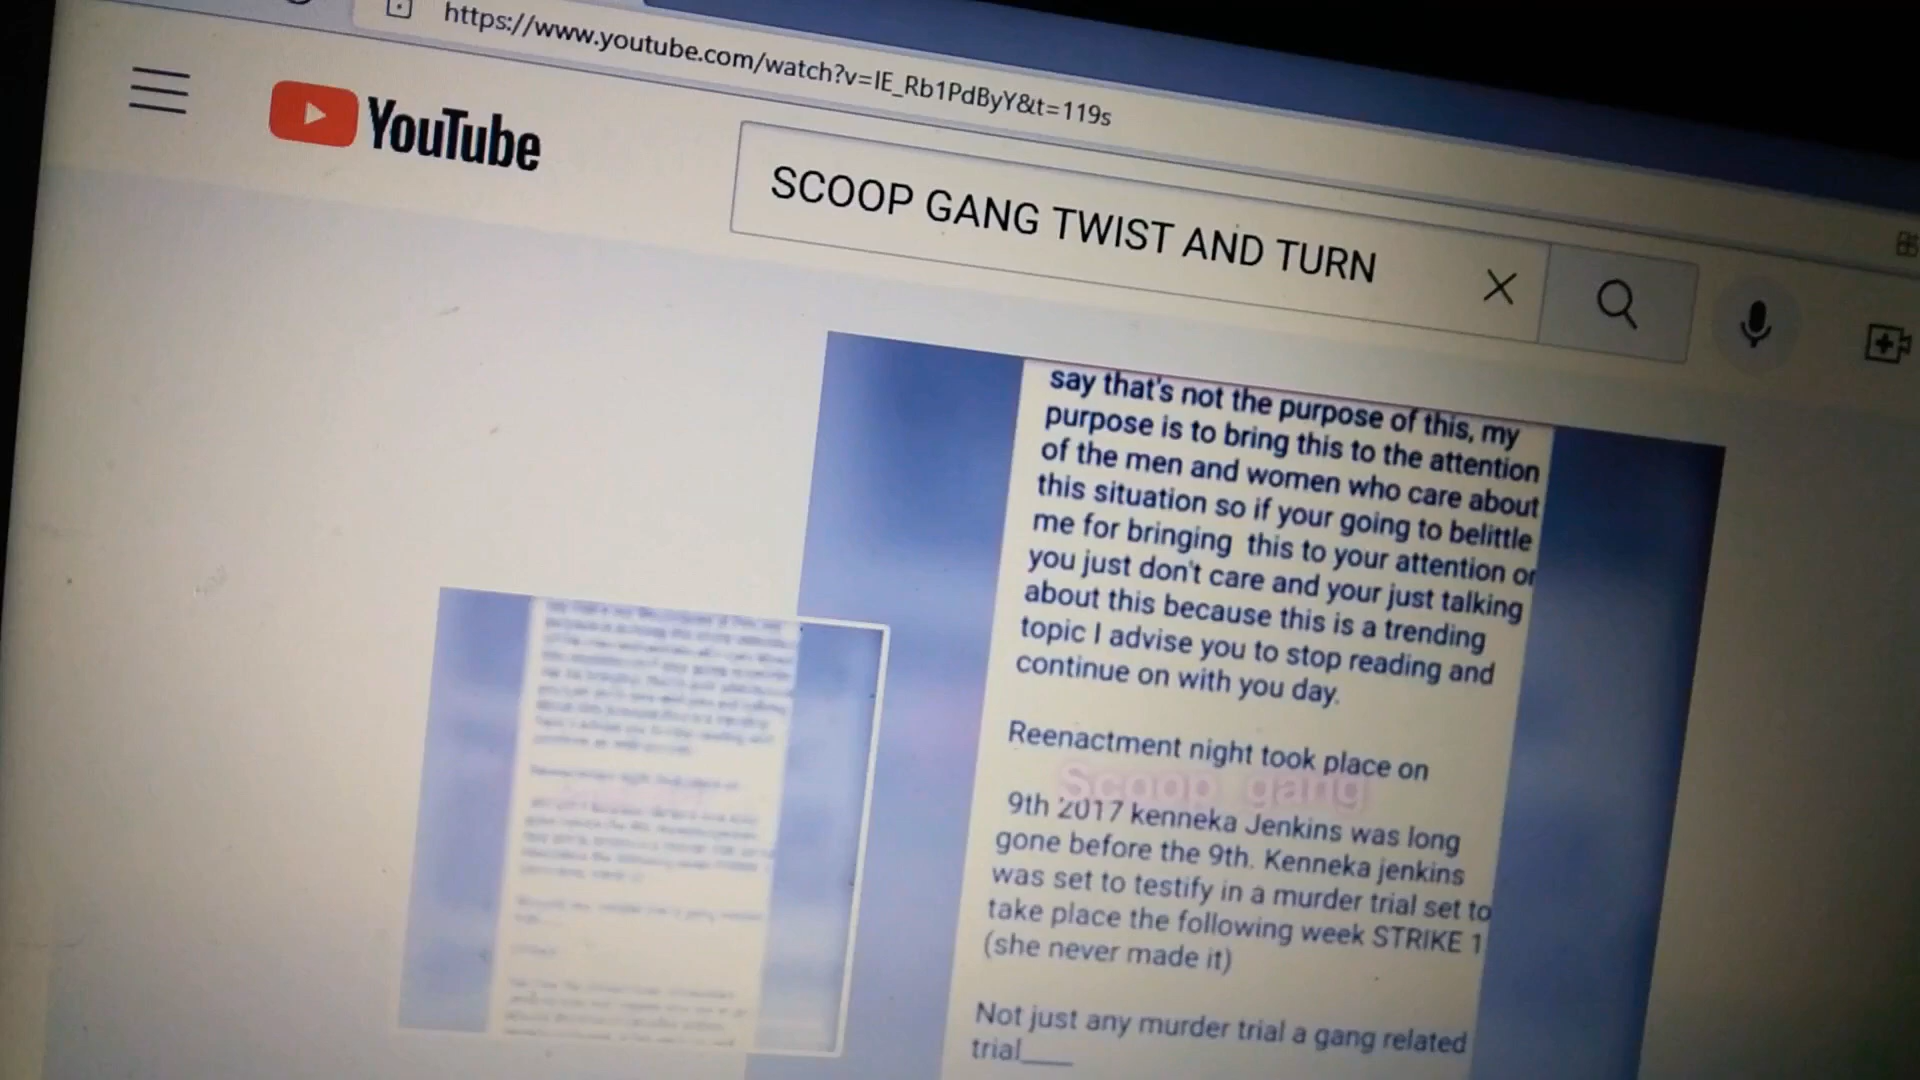 https://www.youtube.com/watch?v=IE_Rb1PdByY&t=119s
YouTube
SCOOP GANG TWIST AND TURN
say that's not the purpose of this, my
purpose is to bring this to the attention
of the men and women who care about
this situation so if your going to belittle
me for bringing this to your attention or
you just don't care and your just talking
about this because this is a trending
topic I advise you to stop reading and
continue on with you day.
Reenactment night took place on
Scoop gang
9th 2017 kenneka Jenkins was long
gone before the 9th. Kenneka jenkins
was set to testify in a murder trial set to
take place the following week STRIKE 1
(she never made it)
Not just any murder trial a gang related
trial____